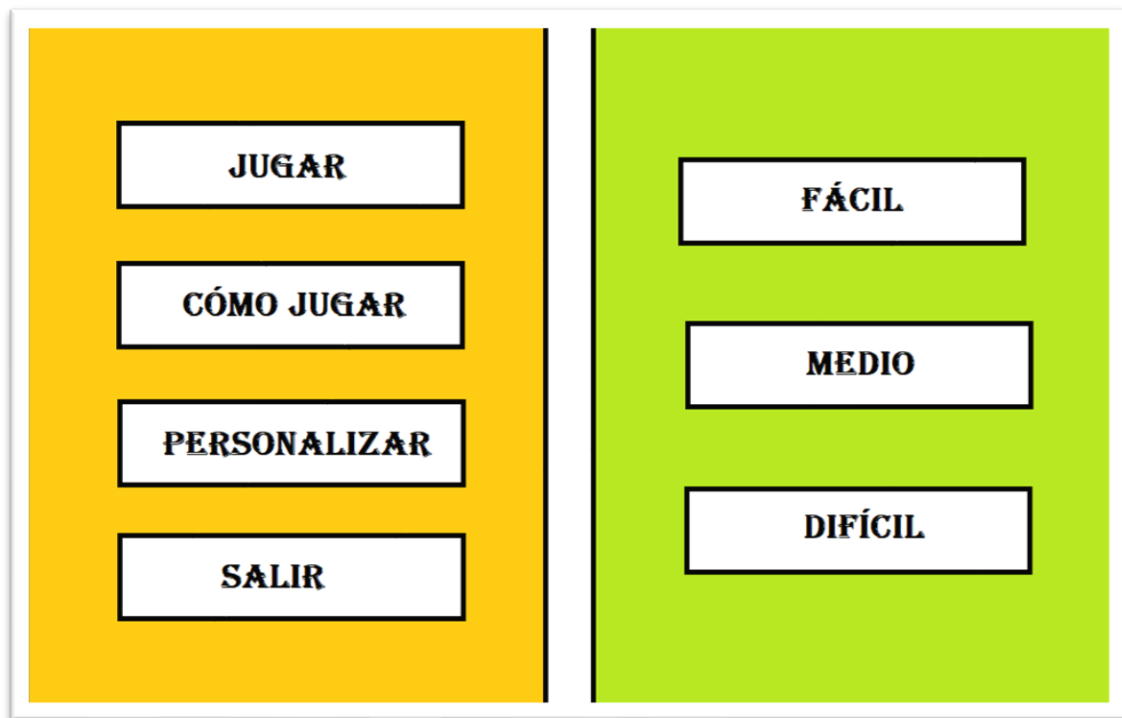 JUGAR
CÓMO JUGAR
PERSONALIZAR
SALIR
FÁCIL
MEDIO
DIFÍCIL